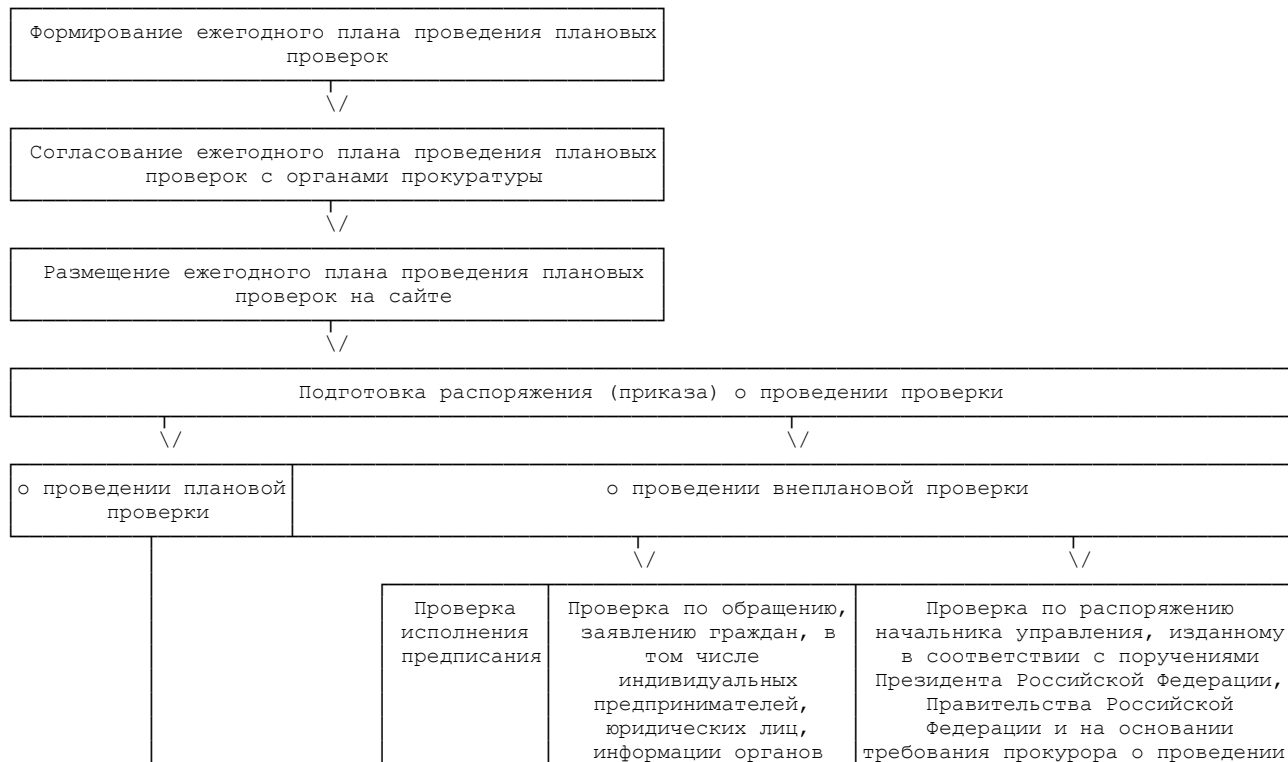 Формирование ежегодного плана проведения плановых
проверок
\/
Согласование ежегодного плана проведения плановых
проверок с органами прокуратуры
\/
Размещение ежегодного плана проведения плановых
проверок на сайте
\/
Подготовка распоряжения (приказа) о проведении проверки
\/ \/
о проведении плановой
проверки
о проведении внеплановой проверки
\/ \/
Проверка
исполнения
предписания
Проверка по обращению,
заявлению граждан, в
том числе
индивидуальных
предпринимателей,
юридических лиц,
информации органов
Проверка по распоряжению
начальника управления, изданному
в соответствии с поручениями
Президента Российской Федерации,
Правительства Российской
Федерации и на основании
требования прокурора о проведении